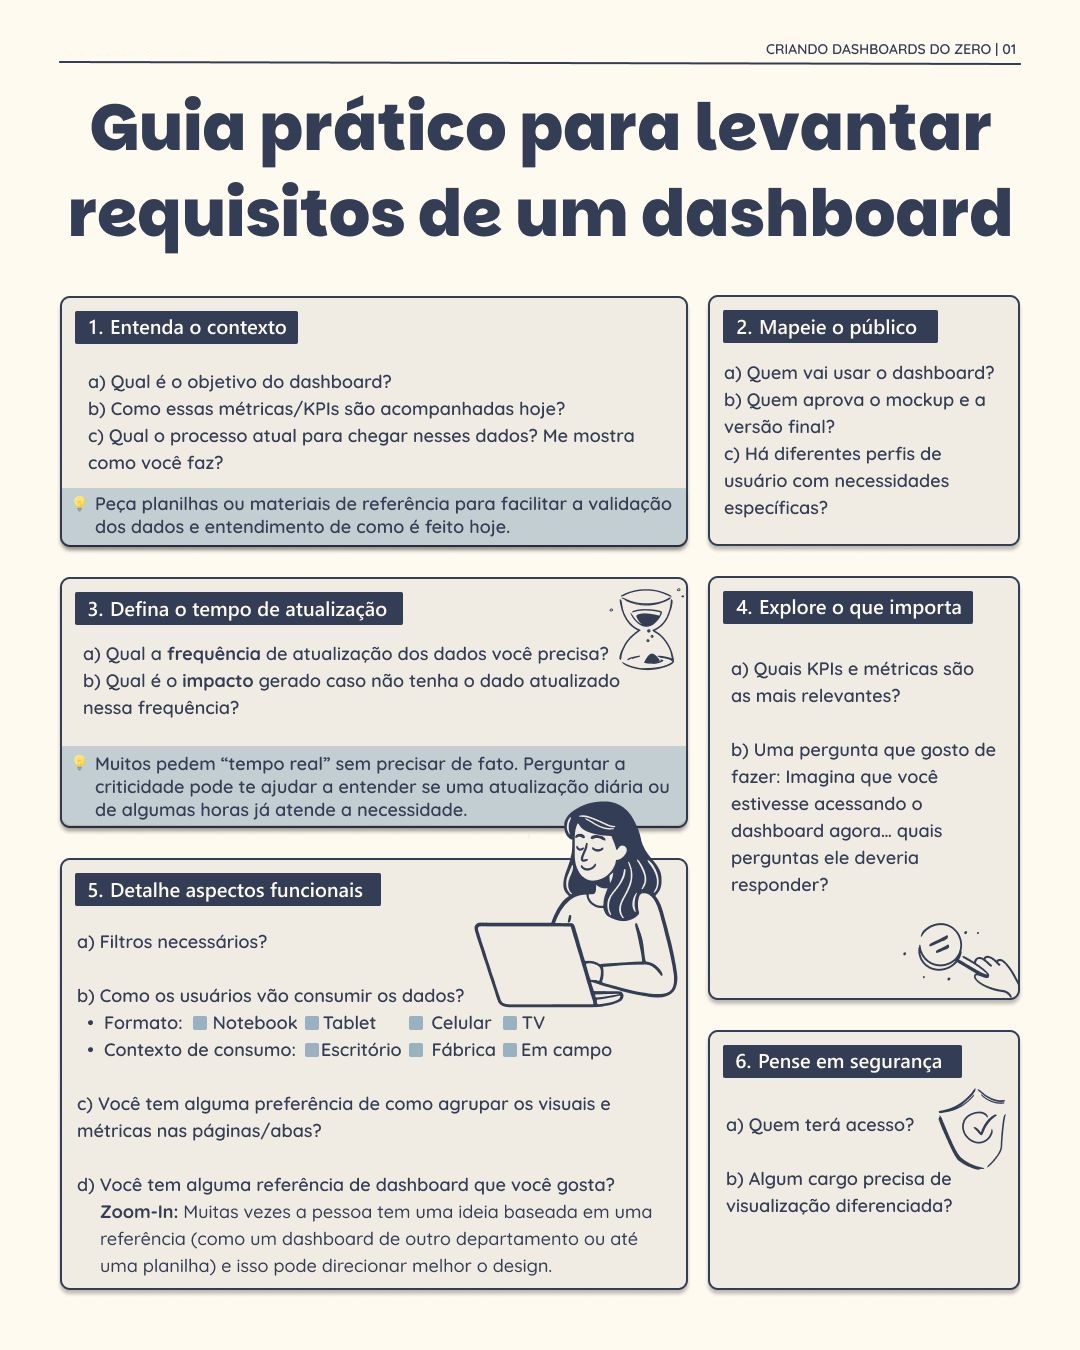 CRIANDO DASHBOARDS DO ZERO | 01
Guia prático para levantar
requisitos de um dashboard
1. Entenda o contexto
a) Qual é o objetivo do dashboard?
b) Como essas métricas/KPIs são acompanhadas hoje?
c) Qual o processo atual para chegar nesses dados? Me mostra
como você faz?
💡 Peça planilhas ou materiais de referência para facilitar a validação
dos dados e entendimento de como é feito hoje.
2. Mapeie o público
a) Quem vai usar o dashboard?
b) Quem aprova o mockup e a
versão final?
c) Há diferentes perfis de
usuário com necessidades
específicas?
3. Defina o tempo de atualização
a) Qual a frequência de atualização dos dados você precisa?
b) Qual é o impacto gerado caso não tenha o dado atualizado
nessa frequência?
💡 Muitos pedem “tempo real” sem precisar de fato. Perguntar a
criticidade pode te ajudar a entender se uma atualização diária ou
de algumas horas já atende a necessidade.
4. Explore o que importa
a) Quais KPIs e métricas são
as mais relevantes?
b) Uma pergunta que gosto de
fazer: Imagina que você
estivesse acessando o
dashboard agora... quais
perguntas ele deveria
responder?
5. Detalhe aspectos funcionais
a) Filtros necessários?
b) Como os usuários vão consumir os dados?
• Formato: Notebook Tablet Celular TV
• Contexto de consumo: Escritório Fábrica Em campo
c) Você tem alguma preferência de como agrupar os visuais e
métricas nas páginas/abas?
d) Você tem alguma referência de dashboard que você gosta?
Zoom-In: Muitas vezes a pessoa tem uma ideia baseada em uma
referência (como um dashboard de outro departamento ou até
uma planilha) e isso pode direcionar melhor o design.
6. Pense em segurança
a) Quem terá acesso?
b) Algum cargo precisa de
visualização diferenciada?